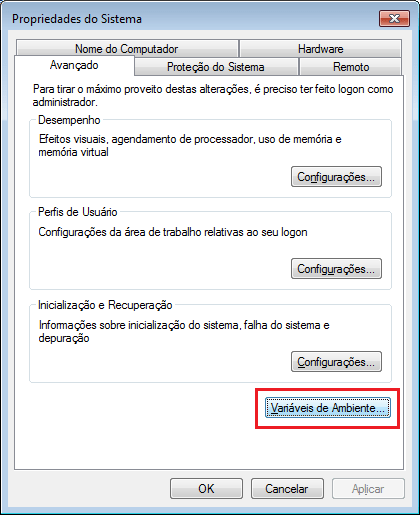 Propriedades do Sistema
Nome do Computador
Hardware
Avançado
Proteção do Sistema
Remoto
Para tirar o máximo proveito destas alterações, é preciso ter feito logon como
administrador.
Desempenho
Efeitos visuais, agendamento de processador, uso de memória e
memória virtual
Configurações...
Perfis de Usuário
Configurações da área de trabalho relativas ao seu logon
Configurações...
Inicialização e Recuperação
Informações sobre inicialização do sistema, falha do sistema e
depuração
Configurações...
Variáveis de Ambiente...
OK
Cancelar
Aplicar